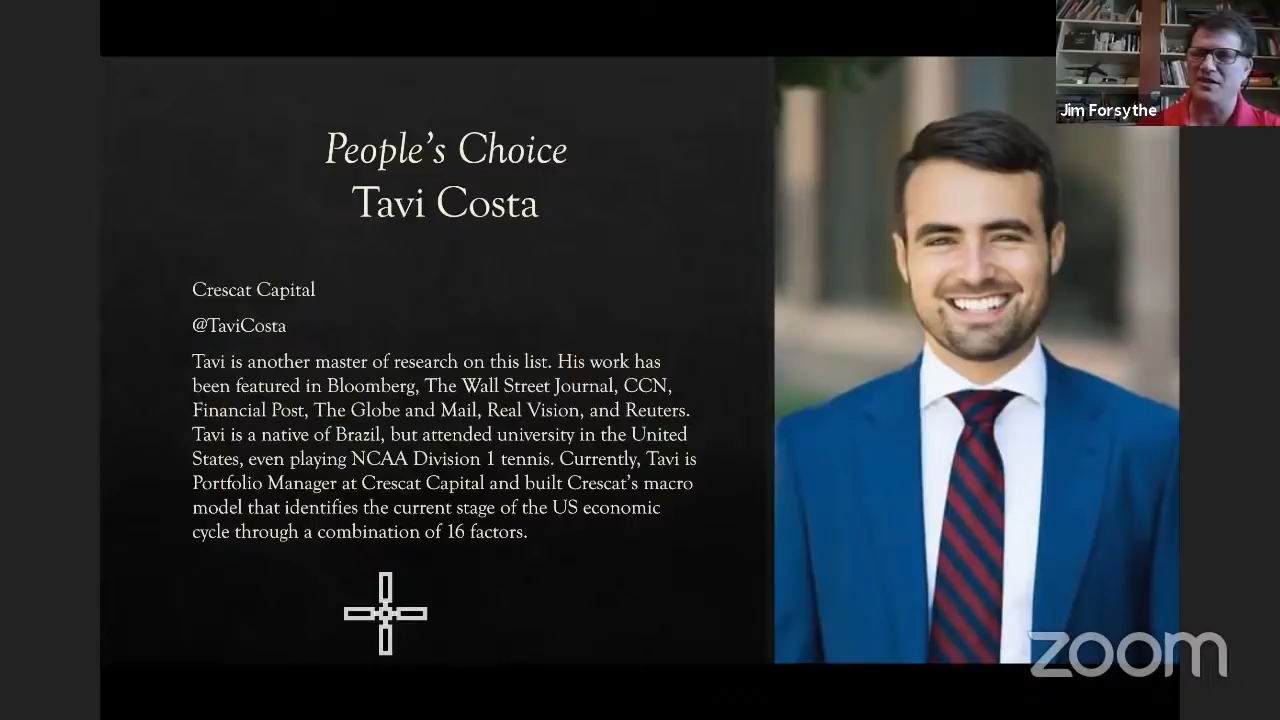 People's Choice
Tavi Costa
Crescat Capital
@TaviCosta
Tavi is another master of research on this list. His work has
been featured in Bloomberg, The Wall Street Journal, CCN,
Financial Post, The Globe and Mail, Real Vision, and Reuters.
Tavi is a native of Brazil, but attended university in the United
States, even playing NCAA Division 1 tennis. Currently, Tavi is
Portfolio Manager at Crescat Capital and built Crescat's macro
model that identifies the current stage of the US economic
cycle through a combination of 16 factors.
Jim Forsythe
zoom